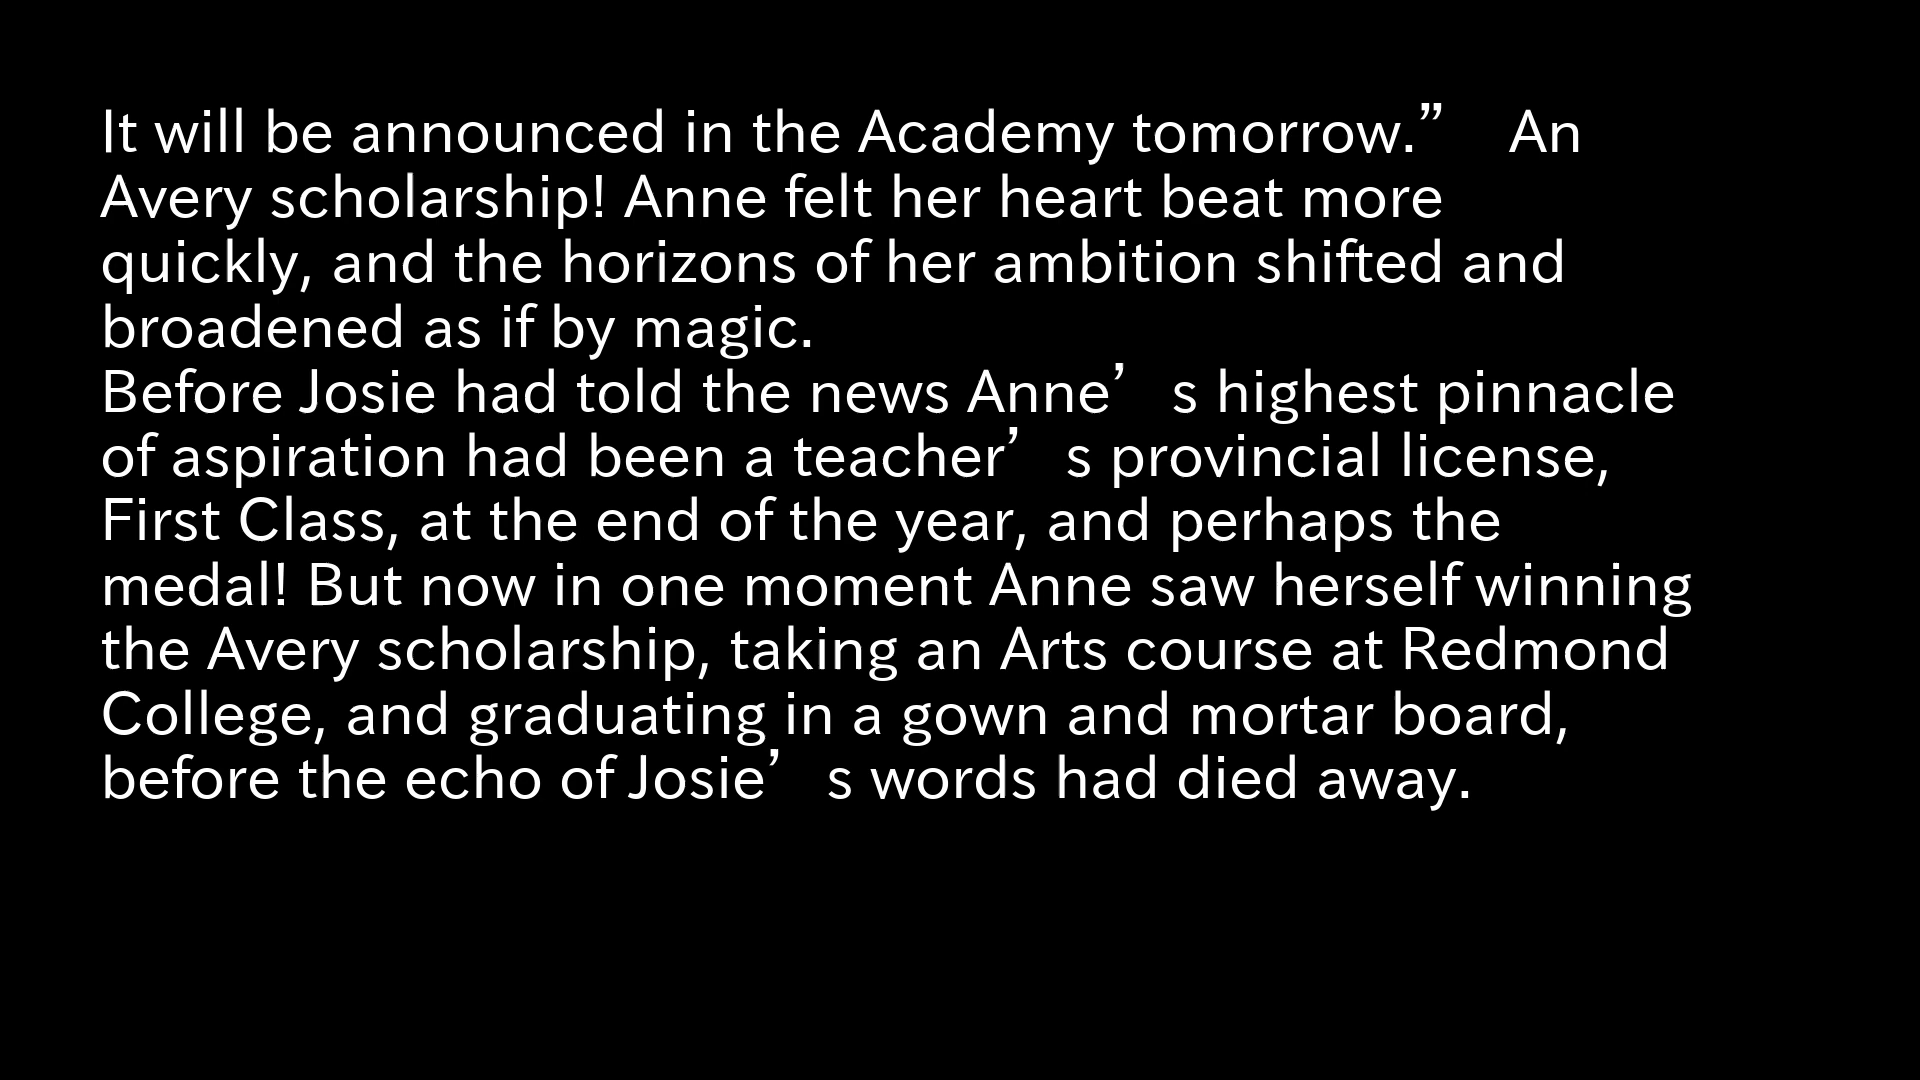 It will be announced in the Academy tomorrow.” An
Avery scholarship! Anne felt her heart beat more
quickly, and the horizons of her ambition shifted and
broadened as if by magic.
Before Josie had told the news Anne’s highest pinnacle
of aspiration had been a teacher’s provincial license,
First Class, at the end of the year, and perhaps the
medal! But now in one moment Anne saw herself winning
the Avery scholarship, taking an Arts course at Redmond
College, and graduating in a gown and mortar board,
before the echo of Josie’s words had died away.